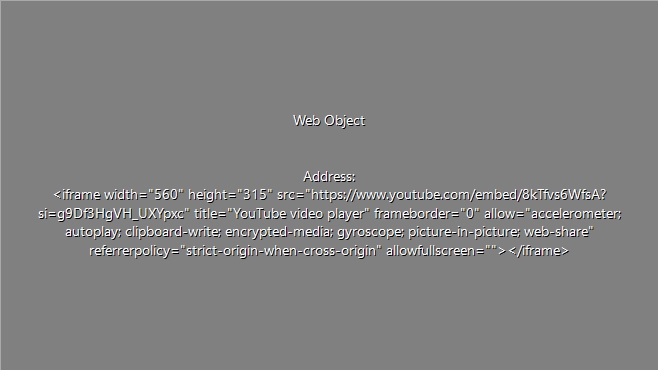 Web Object
Address:
<iframe width="560" height="315" src="https://www.youtube.com/embed/8kTfvs6WfsA?
si=g9Df3HgVH_UXYpxc" title="YouTube video player" frameborder="0" allow="accelerometer;
autoplay; clipboard-write; encrypted-media; gyroscope; picture-in-picture; web-share"
referrerpolicy="strict-origin-when-cross-origin" allowfullscreen=""></iframe>